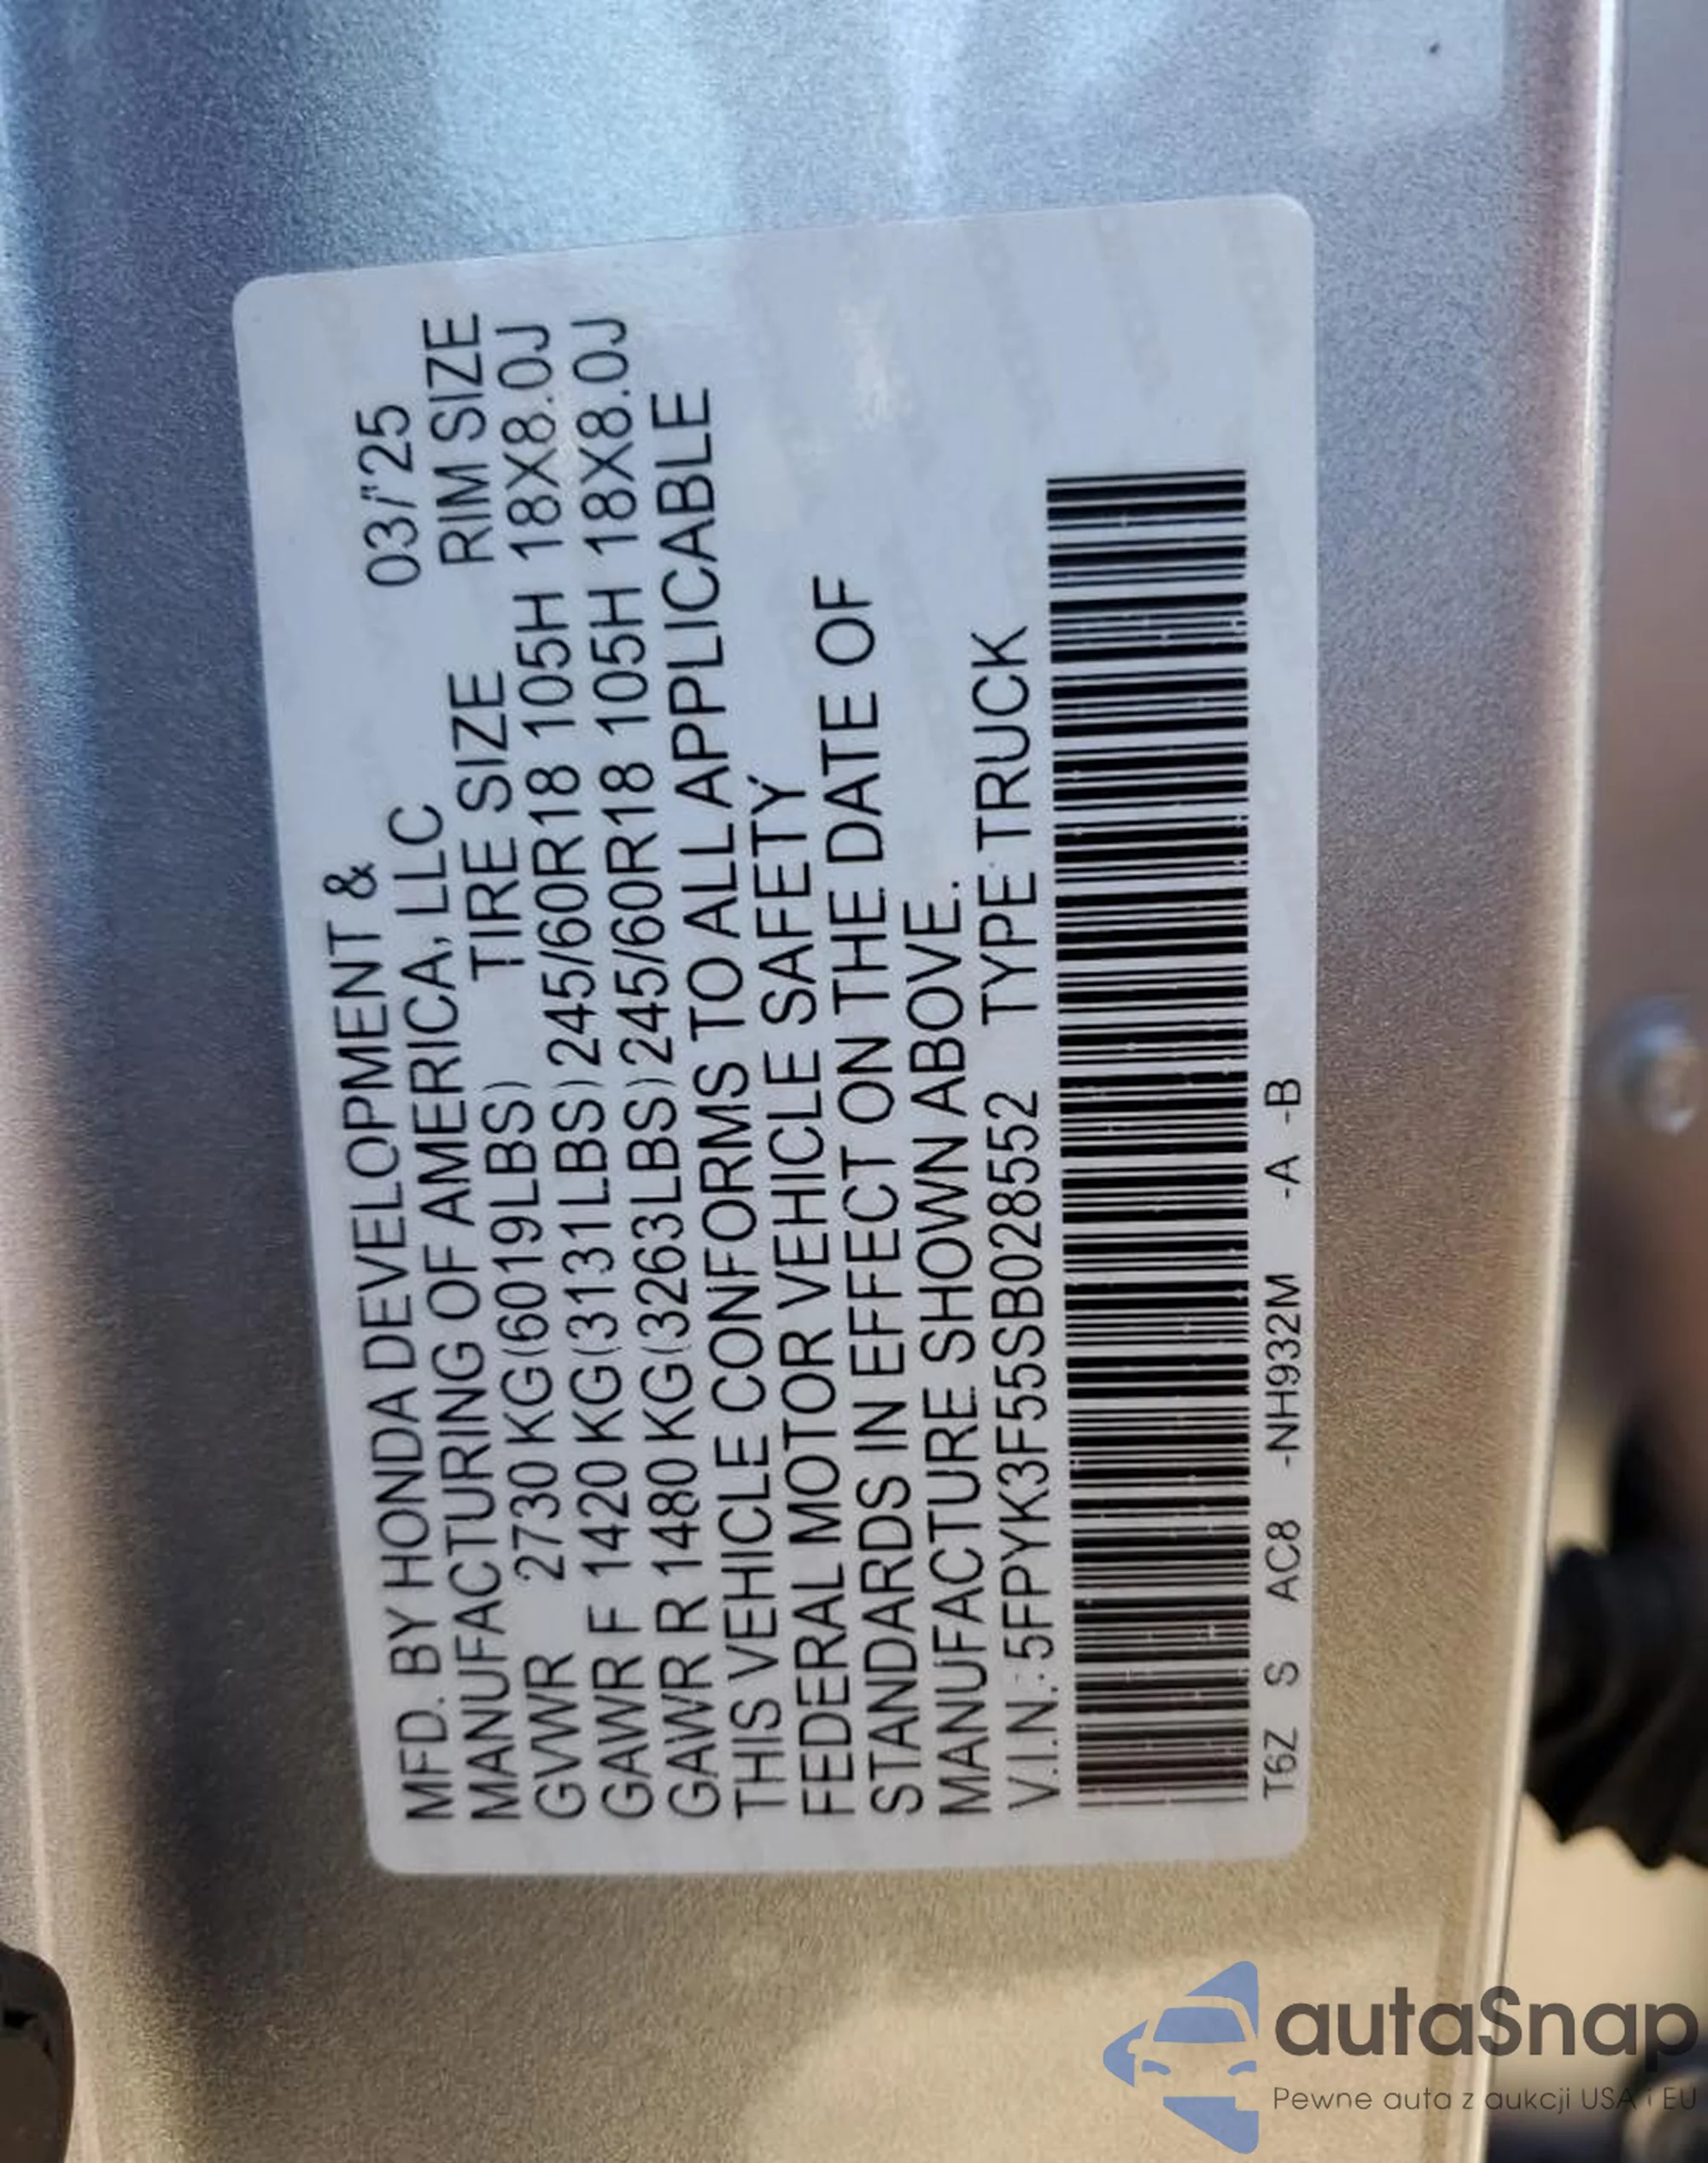 MFD. BY HONDA DEVELOPMENT &
MANUFACTURING OF AMERICA, LLC 03/'25
GVWR 2730 KG(6019LBS) TIRE SIZE RIM SIZE
GAWR F 1420 KG(3131LBS) 245/60R18 105H 18X8.0J
GAWR R 1480 KG(3263LBS) 245/60R18 105H 18X8.0J
THIS VEHICLE CONFORMS TO ALL APPLICABLE
FEDERAL MOTOR VEHICLE SAFETY
STANDARDS IN EFFECT ON THE DATE OF
MANUFACTURE SHOWN ABOVE.
V.I.N.: 5FPYK3F55SB028552 TYPE TRUCK
T6Z S AC8 -NH932M -A -B
autaSnap
Pewne auta z aukcji USA i EU